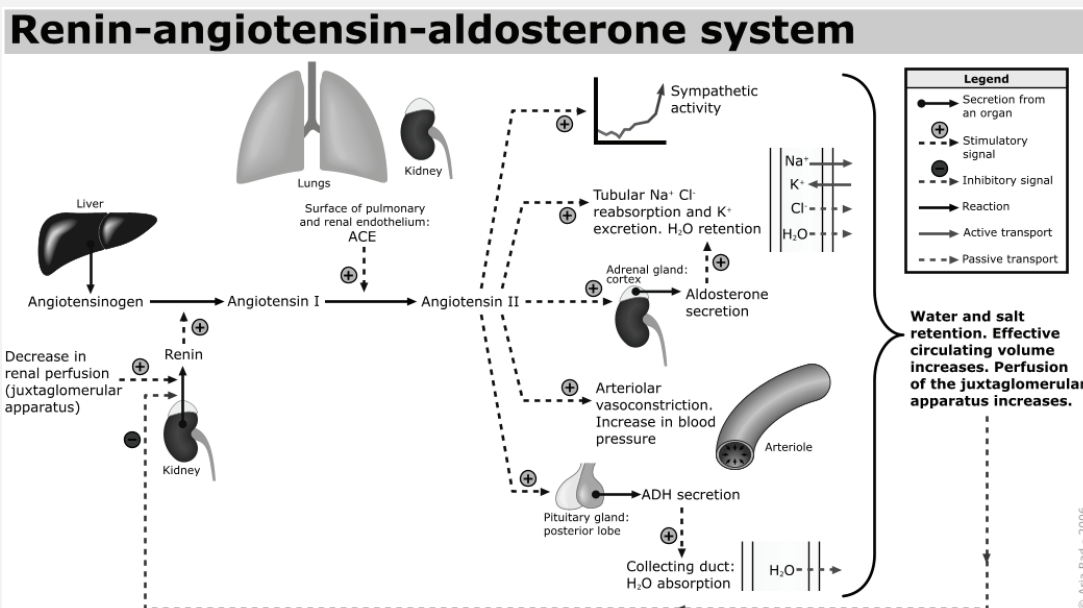 Renin-angiotensin-aldosterone system
Lungs
Kidney
Surface of pulmonary
and renal endothelium:
ACE
Liver
Angiotensinogen
Angiotensin I
Angiotensin II
Renin
Decrease in
renal perfusion
(juxtaglomerular
apparatus)
Kidney
+
+
+
−
+
Sympathetic
activity
+
Tubular Na⁺ Cl⁻
reabsorption and K⁺
excretion. H₂O retention
Na⁺
K⁺
Cl⁻
H₂O
+
+
Adrenal gland:
cortex
Aldosterone
secretion
+
Arteriolar
vasoconstriction.
Increase in blood
pressure
Arteriole
+
Pituitary gland:
posterior lobe
ADH secretion
+
Collecting duct:
H₂O absorption
H₂O
Legend
Secretion from
an organ
+
Stimulatory
signal
−
Inhibitory signal
Reaction
Active transport
Passive transport
Water and salt
retention. Effective
circulating volume
increases. Perfusion
of the juxtaglomerular
apparatus increases.